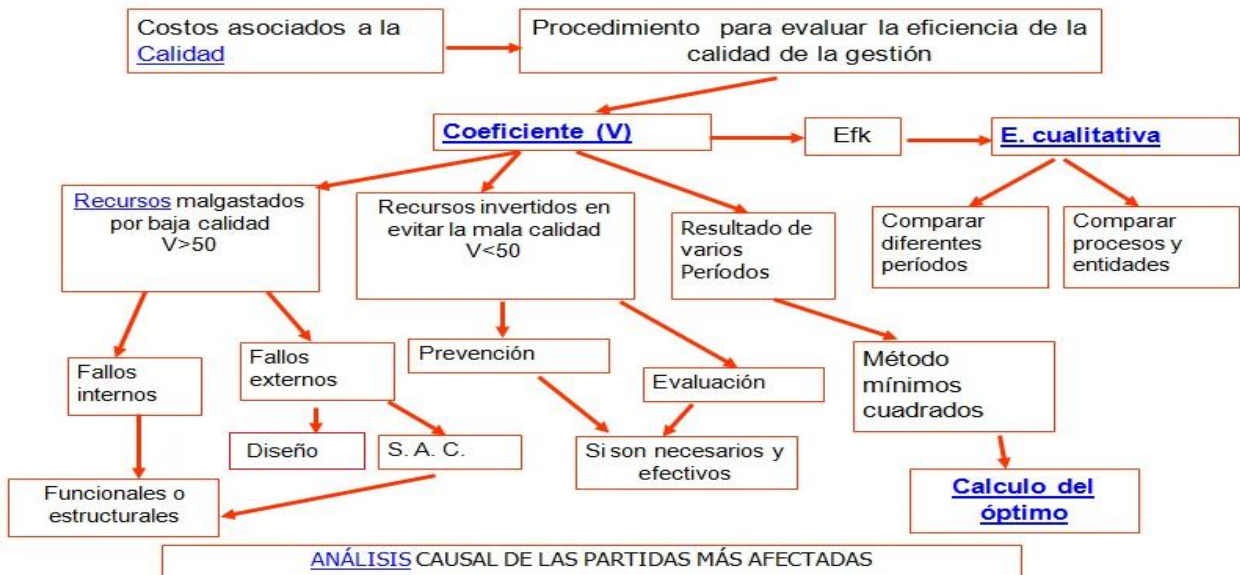 Costos asociados a la
Calidad
Procedimiento para evaluar la eficiencia de la
calidad de la gestión
Coeficiente (V)
Efk
E. cualitativa
Recursos malgastados
por baja calidad
V>50
Recursos invertidos en
evitar la mala calidad
V<50
Resultado de
varios
Períodos
Comparar
diferentes
períodos
Comparar
procesos y
entidades
Fallos
internos
Fallos
externos
Prevención
Evaluación
Método
mínimos
cuadrados
Diseño
S. A. C.
Si son necesarios y
efectivos
Funcionales o
estructurales
Calculo del
óptimo
ANÁLISIS CAUSAL DE LAS PARTIDAS MÁS AFECTADAS